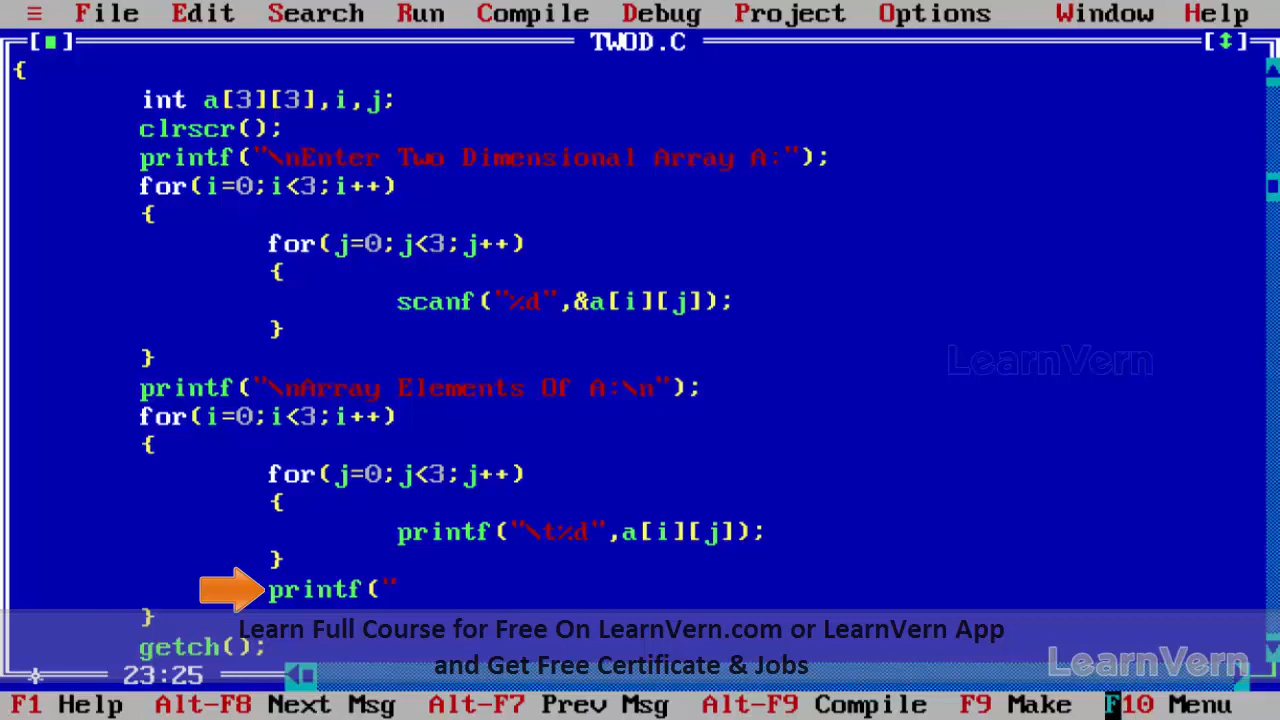 ≡ File Edit Search Run Compile Debug Project Options Window Help
[■] TWOD.C [↕]
{
int a[3][3],i,j;
clrscr();
printf("\nEnter Two Dimensional Array A:");
for(i=0;i<3;i++)
{
for(j=0;j<3;j++)
{
scanf("%d",&a[i][j]);
}
}
LearnVern
printf("\nArray Elements Of A:\n");
for(i=0;i<3;i++)
{
for(j=0;j<3;j++)
{
printf("\t%d",a[i][j]);
}
printf("
}
Learn Full Course for Free On LearnVern.com or LearnVern App
getch();
and Get Free Certificate & Jobs
LearnVern
23:25
F1 Help Alt-F8 Next Msg Alt-F7 Prev Msg Alt-F9 Compile F9 Make F10 Menu